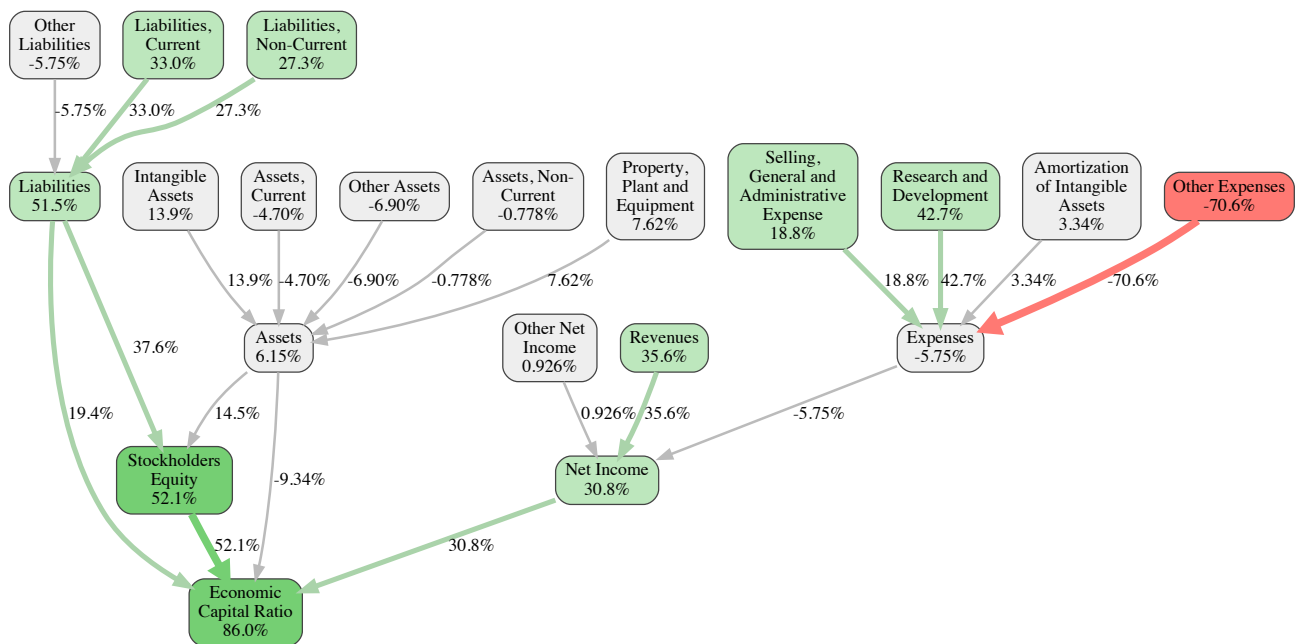 Other
Liabilities
-5.75%
Liabilities,
Current
33.0%
Liabilities,
Non-Current
27.3%
-5.75%
33.0%
27.3%
Liabilities
51.5%
Intangible
Assets
13.9%
Assets,
Current
-4.70%
Other Assets
-6.90%
Assets, Non-
Current
-0.778%
Property,
Plant and
Equipment
7.62%
Selling,
General and
Administrative
Expense
18.8%
Research and
Development
42.7%
Amortization
of Intangible
Assets
3.34%
Other Expenses
-70.6%
13.9%
-4.70%
-6.90%
-0.778%
7.62%
18.8%
42.7%
3.34%
-70.6%
37.6%
Assets
6.15%
Other Net
Income
0.926%
Revenues
35.6%
Expenses
-5.75%
19.4%
14.5%
0.926%
35.6%
-5.75%
Stockholders
Equity
52.1%
-9.34%
Net Income
30.8%
52.1%
30.8%
Economic
Capital Ratio
86.0%